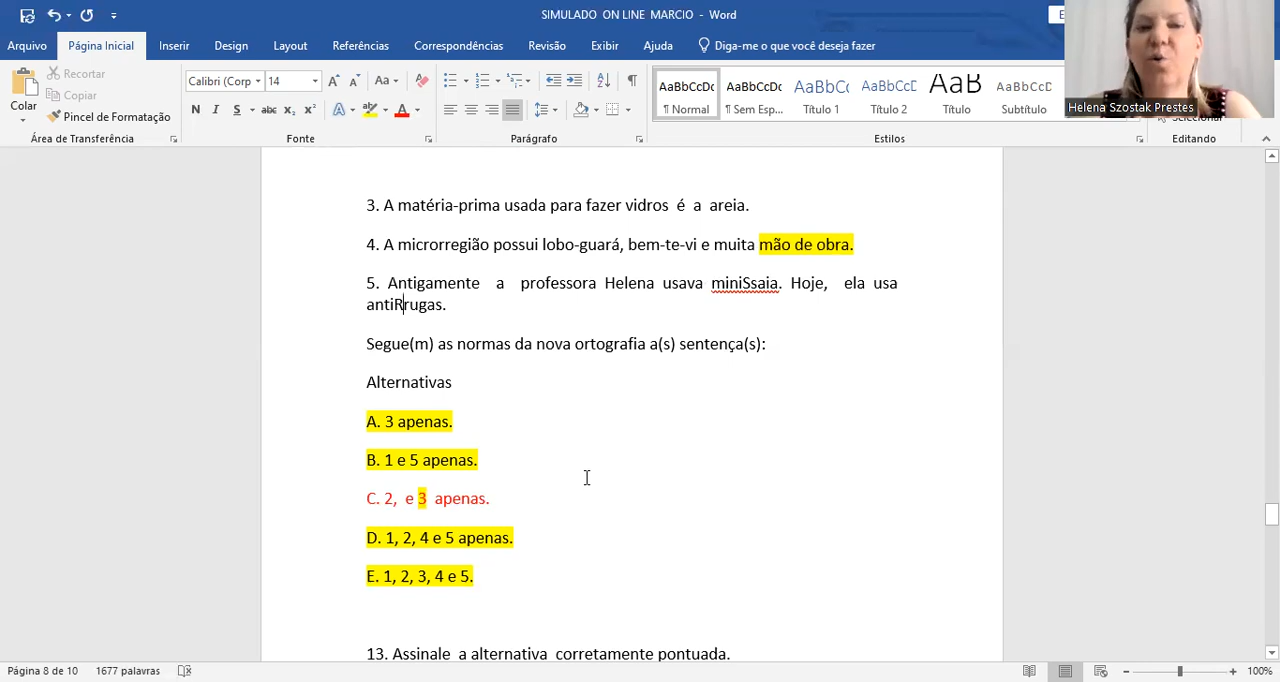 SIMULADO ON LINE MARCIO - Word
Arquivo Página Inicial Inserir Design Layout Referências Correspondências Revisão Exibir Ajuda Diga-me o que você deseja fazer
Colar
Recortar
Copiar
Pincel de Formatação
Área de Transferência
Calibri (Corp 14
N I S abc x₂ x²
Fonte
Parágrafo
AaBbCcDc AaBbCcDc AaBbCc AaBbCcD AaB AaBbCcD
¶ Normal ¶ Sem Esp... Título 1 Título 2 Título Subtítulo
Estilos
Editando
Helena Szostak Prestes
3. A matéria-prima usada para fazer vidros é a areia.
4. A microrregião possui lobo-guará, bem-te-vi e muita mão de obra.
5. Antigamente a professora Helena usava miniSsaia. Hoje, ela usa
antiRrugas.
Segue(m) as normas da nova ortografia a(s) sentença(s):
Alternativas
A. 3 apenas.
B. 1 e 5 apenas.
C. 2, e 3 apenas.
D. 1, 2, 4 e 5 apenas.
E. 1, 2, 3, 4 e 5.
13. Assinale a alternativa corretamente pontuada.
Página 8 de 10 1677 palavras
100%